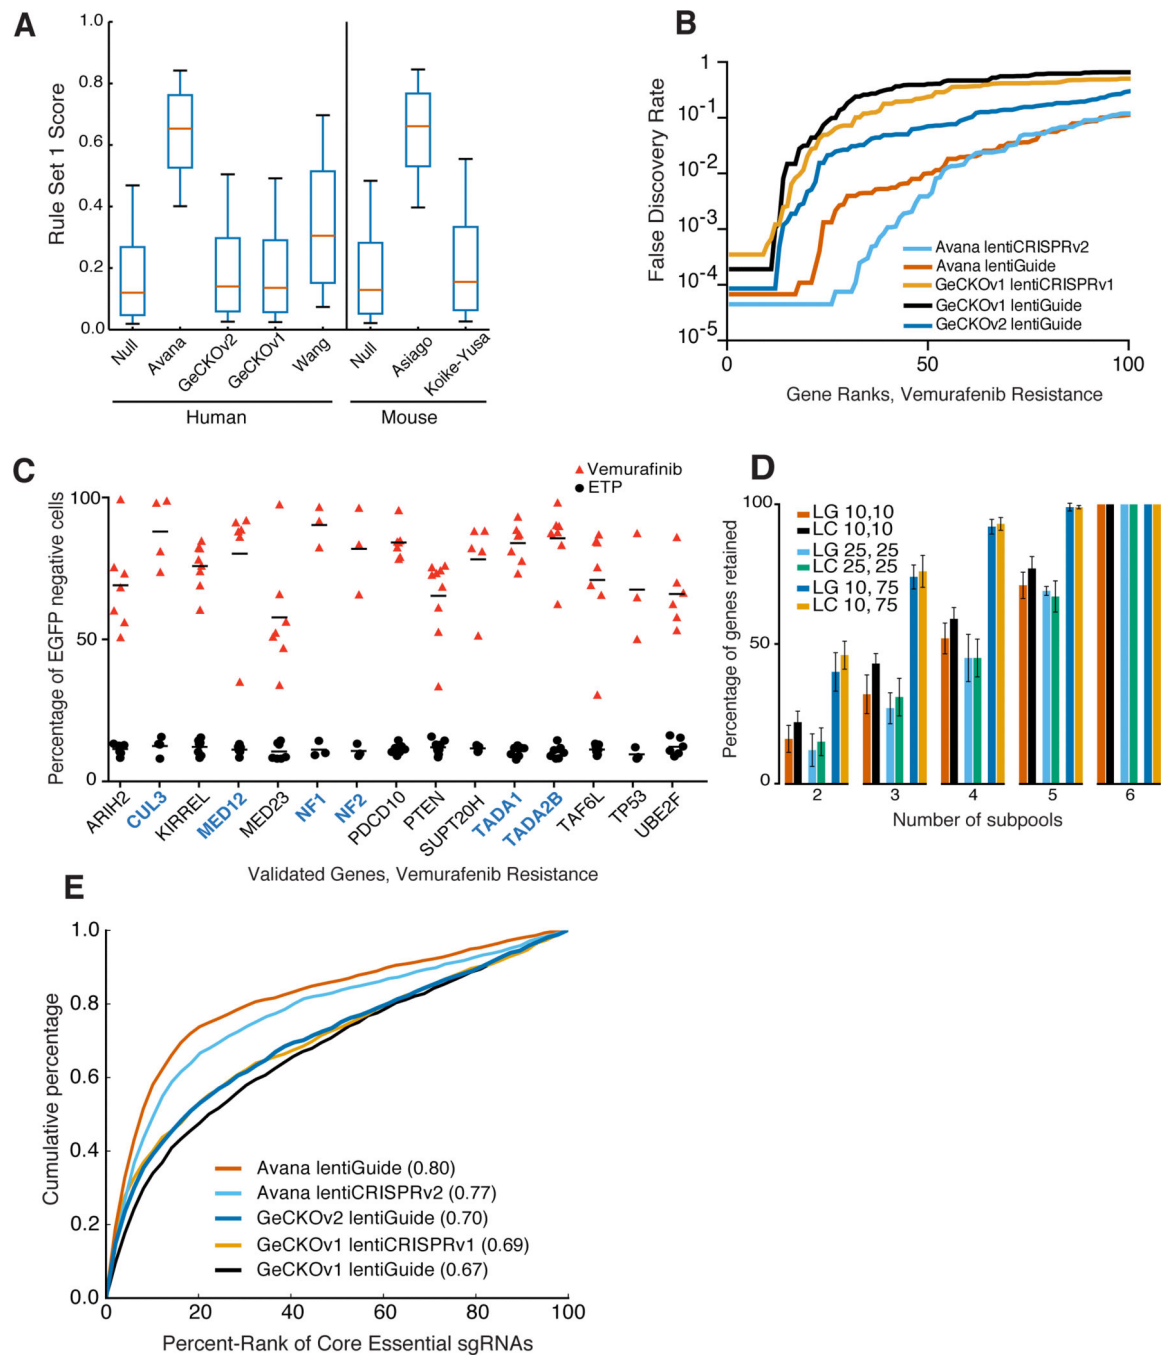 A
1.0
0.8
0.6
0.4
0.2
0.0
Rule Set 1 Score
Null
Avana
GeCKOv2
GeCKOv1
Wang
Null
Asiago
Koike-Yusa
Human
Mouse
B
1
10-1
10-2
10-3
10-4
10-5
False Discovery Rate
Avana lentiCRISPRv2
Avana lentiGuide
GeCKOv1 lentiCRISPRv1
GeCKOv1 lentiGuide
GeCKOv2 lentiGuide
0
50
100
Gene Ranks, Vemurafenib Resistance
C
Vemurafinib
ETP
100
50
0
Percentage of EGFP negative cells
ARIH2
CUL3
KIRREL
MED12
MED23
NF1
NF2
PDCD10
PTEN
SUPT20H
TADA1
TADA2B
TAF6L
TP53
UBE2F
Validated Genes, Vemurafenib Resistance
D
100
50
0
Percentage of genes retained
LG 10,10
LC 10,10
LG 25, 25
LC 25, 25
LG 10,75
LC 10, 75
2
3
4
5
6
Number of subpools
E
1.0
0.8
0.6
0.4
0.2
0.0
Cumulative percentage
Avana lentiGuide (0.80)
Avana lentiCRISPRv2 (0.77)
GeCKOv2 lentiGuide (0.70)
GeCKOv1 lentiCRISPRv1 (0.69)
GeCKOv1 lentiGuide (0.67)
0
20
40
60
80
100
Percent-Rank of Core Essential sgRNAs